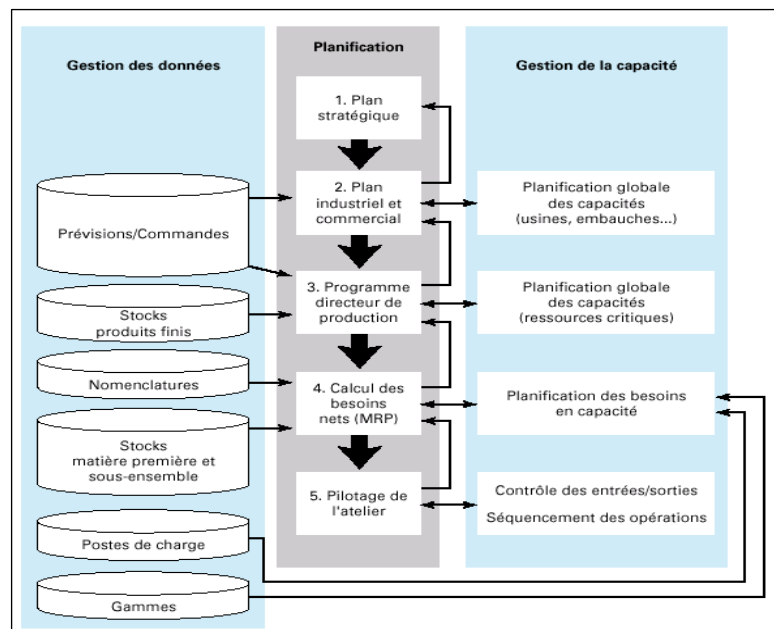 Gestion des données
Prévisions/Commandes
Stocks
produits finis
Nomenclatures
Stocks
matière première et
sous-ensemble
Postes de charge
Gammes
Planification
1. Plan
stratégique
2. Plan
industriel et
commercial
3. Programme
directeur de
production
4. Calcul des
besoins
nets (MRP)
5. Pilotage de
l'atelier
Gestion de la capacité
Planification globale
des capacités
(usines, embauches...)
Planification globale
des capacités
(ressources critiques)
Planification des besoins
en capacité
Contrôle des entrées/sorties
Séquencement des opérations